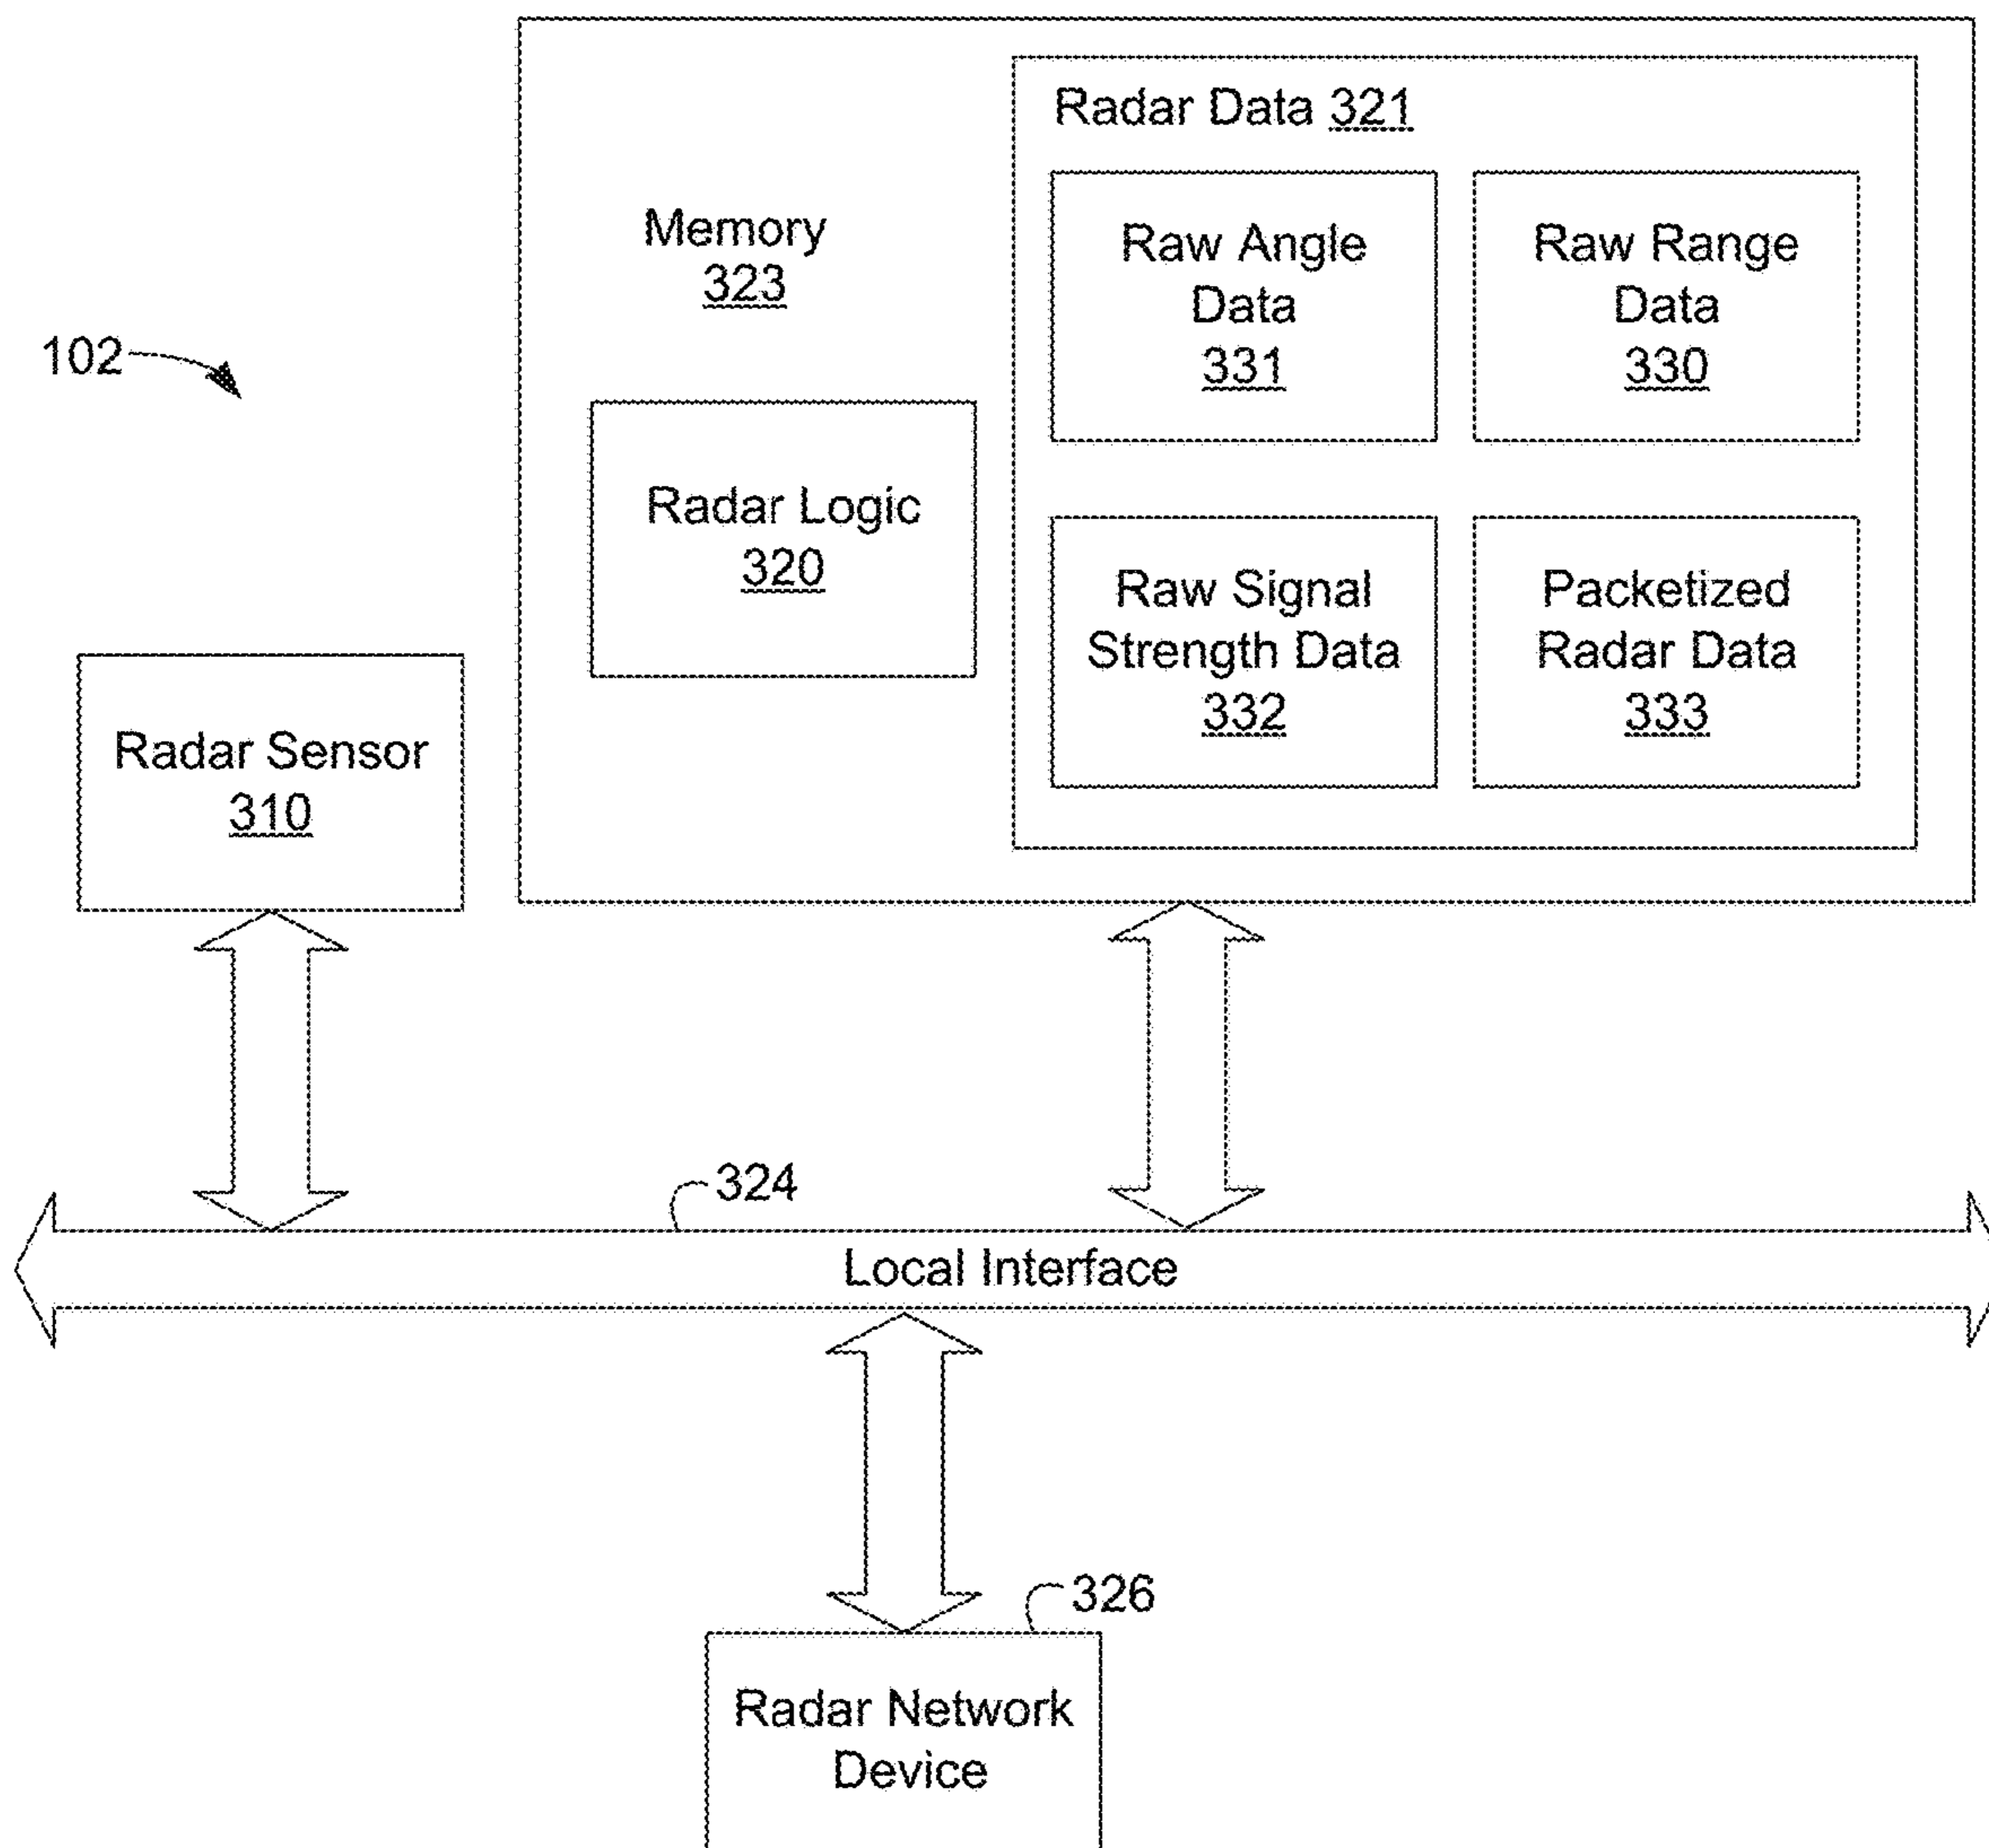 Radar Data 321
Memory
323
Raw Angle
Data
331
Raw Range
Data
330
102
Radar Logic
320
Raw Signal
Strength Data
332
Packetized
Radar Data
333
Radar Sensor
310
324
Local Interface
326
Radar Network
Device